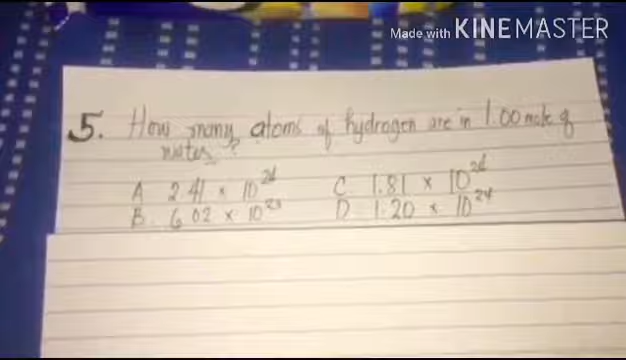 Made with KINEMASTER
5. How many atoms of hydrogen are in 1.00 mole of
water?
A 2.41 x 10²⁴ C. 1.81 x 10²⁴
B. 6.02 x 10²³ D 1.20 x 10²⁴